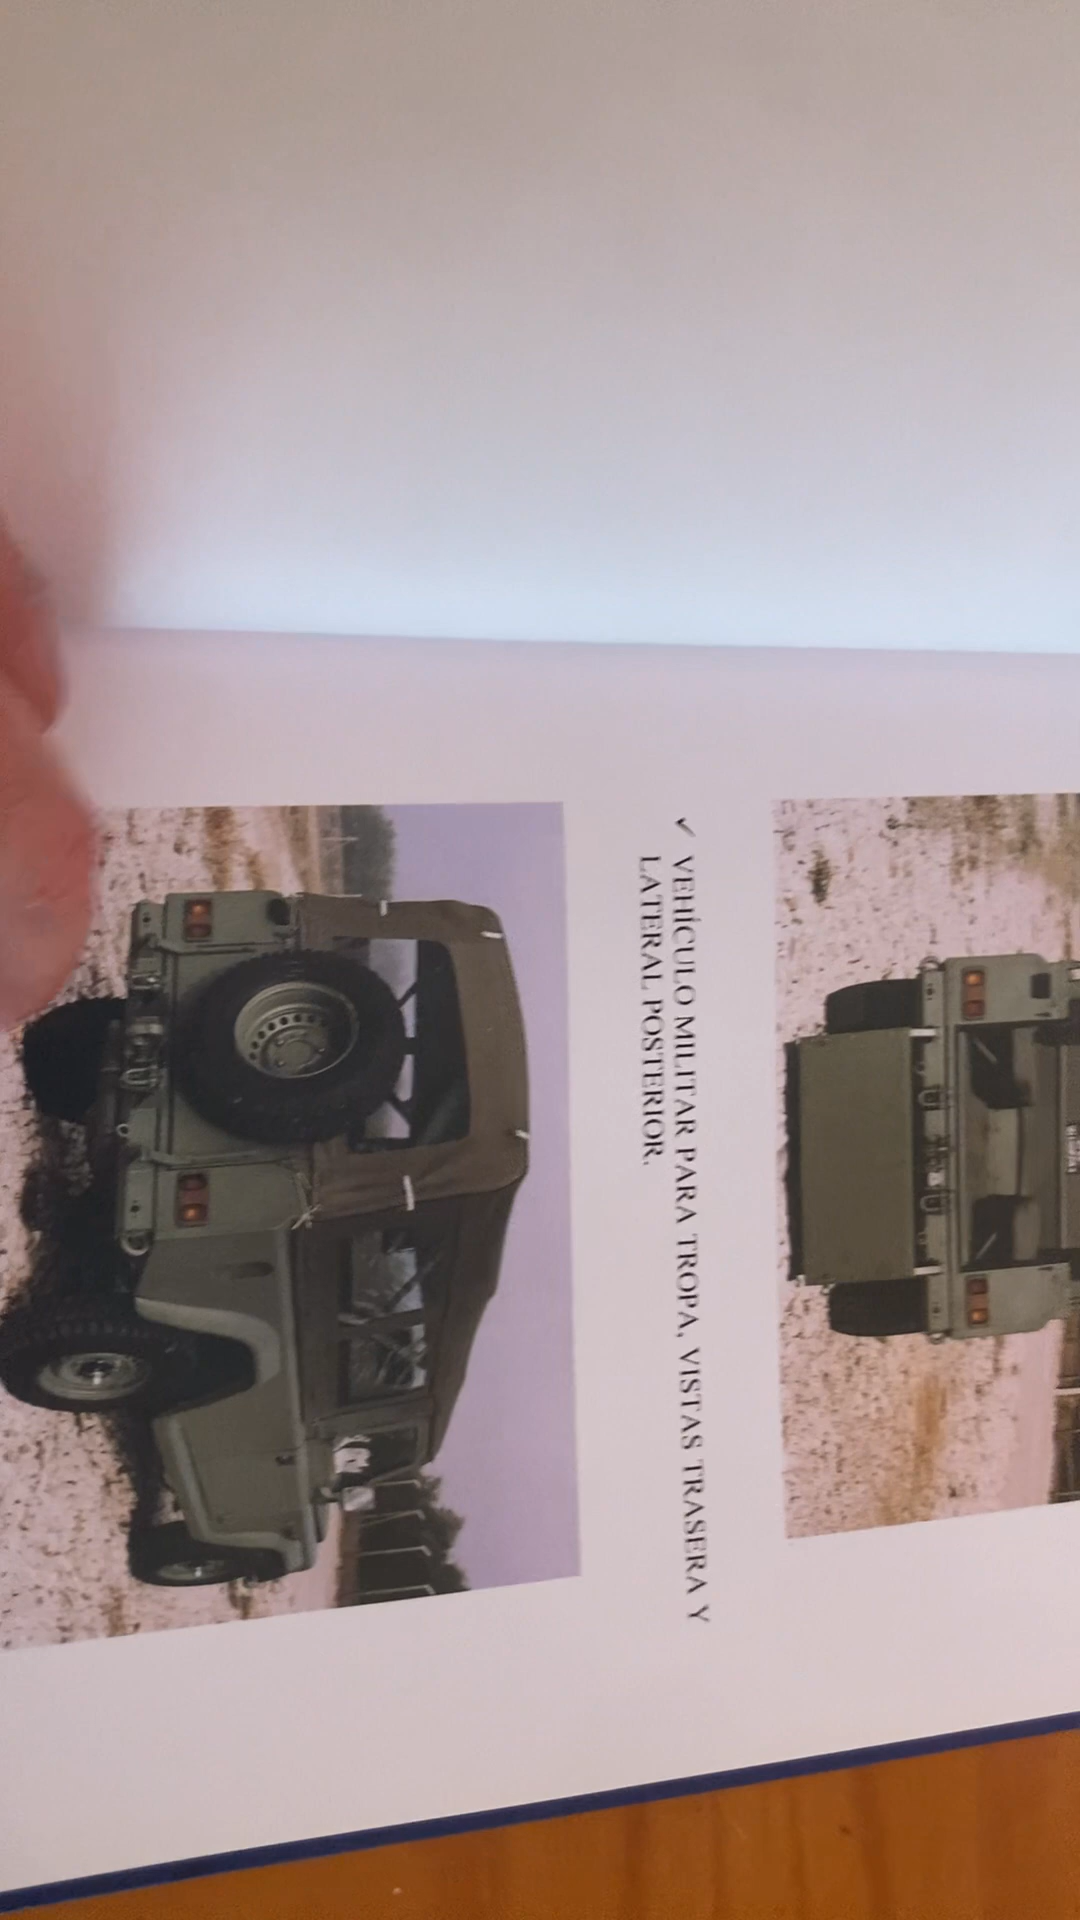 ✓ VEHÍCULO MILITAR PARA TROPA, VISTAS TRASERA Y
LATERAL POSTERIOR.